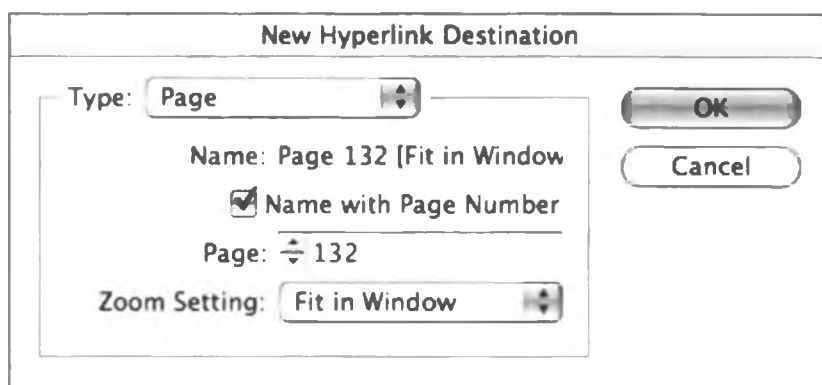 New Hyperlink Destination
Type: Page
OK
Name: Page 132 [Fit in Window
Cancel
Name with Page Number
Page: 132
Zoom Setting: Fit in Window